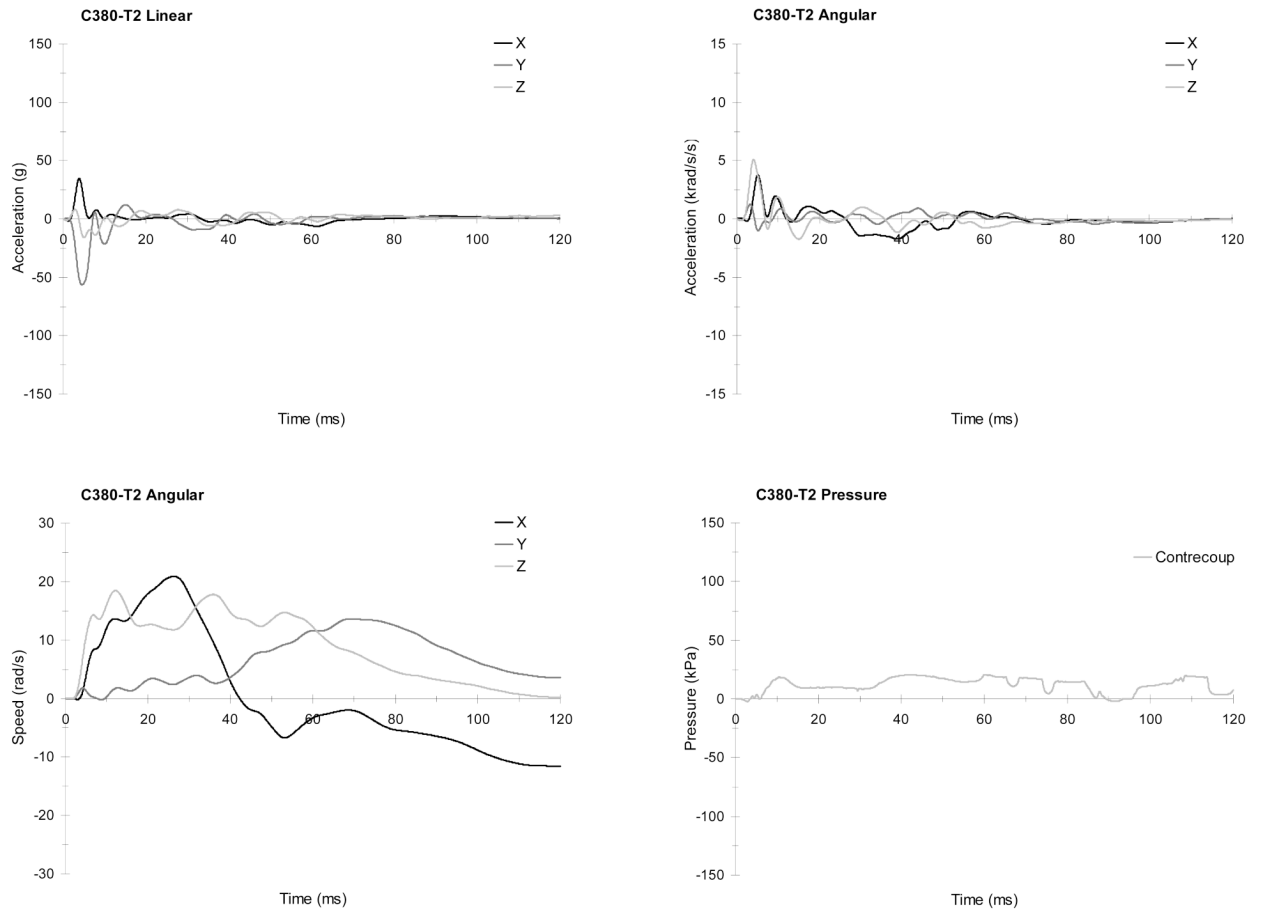 C380-T2 Linear
150
100
50
0
-50
-100
-150
Acceleration (g)
0 20 40 60 80 100 120
Time (ms)
X
Y
Z
C380-T2 Angular
15
10
5
0
-5
-10
-15
Acceleration (krad/s/s)
0 20 40 60 80 100 120
Time (ms)
X
Y
Z
C380-T2 Angular
30
20
10
0
-10
-20
-30
Speed (rad/s)
0 20 40 60 80 100 120
Time (ms)
X
Y
Z
C380-T2 Pressure
150
100
50
0
-50
-100
-150
Pressure (kPa)
0 20 40 60 80 100 120
Time (ms)
Contrecoup